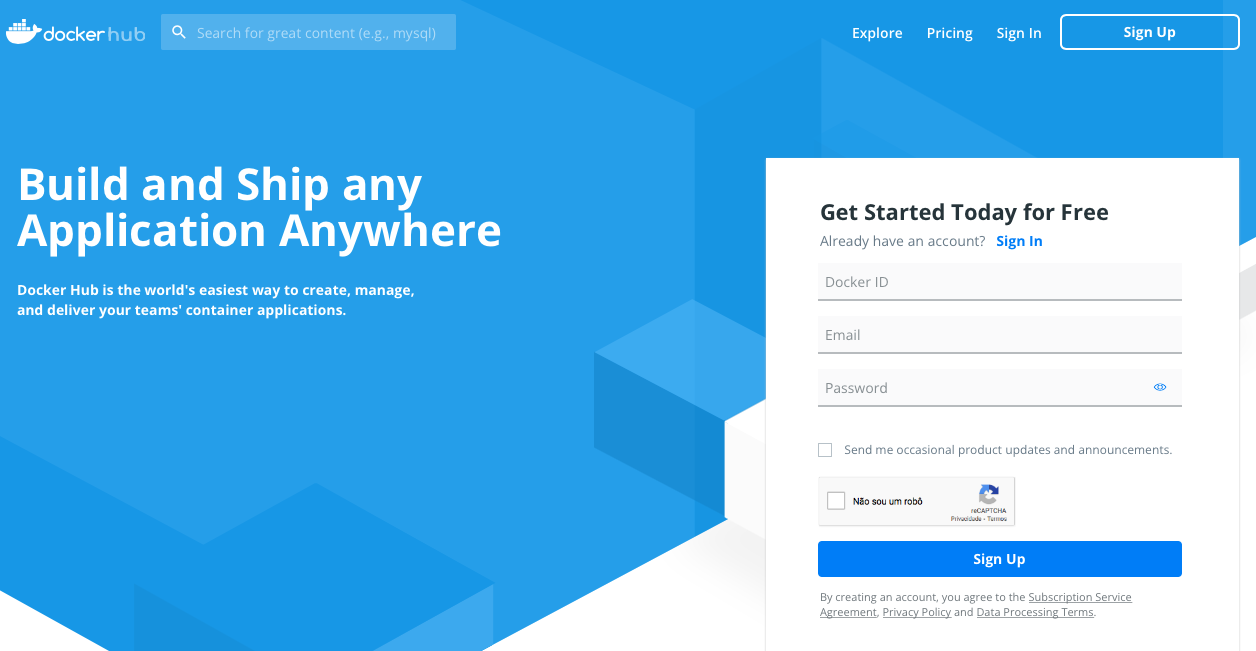 dockerhub
Search for great content (e.g., mysql)
Explore
Pricing
Sign In
Sign Up
Build and Ship any
Application Anywhere
Docker Hub is the world's easiest way to create, manage,
and deliver your teams' container applications.
Get Started Today for Free
Already have an account? Sign In
Docker ID
Email
Password
Send me occasional product updates and announcements.
Não sou um robô
reCAPTCHA
Privacidade - Termos
Sign Up
By creating an account, you agree to the Subscription Service
Agreement, Privacy Policy and Data Processing Terms.